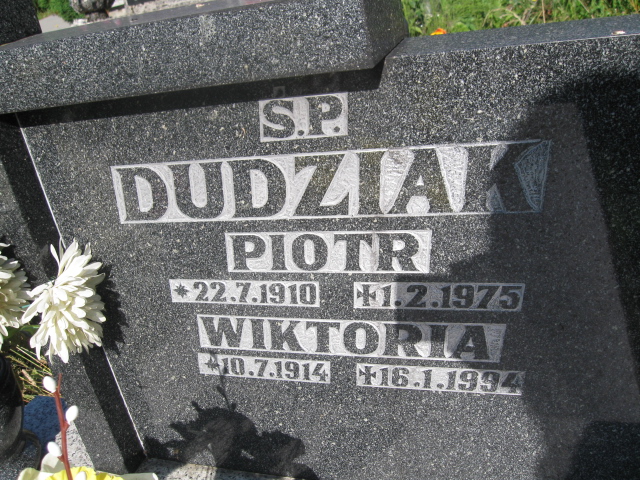 S.P.
DUDZIAK
PIOTR
*22.7.1910 ✝1.2.1975
WIKTORIA
*10.7.1914 ✝16.1.1994